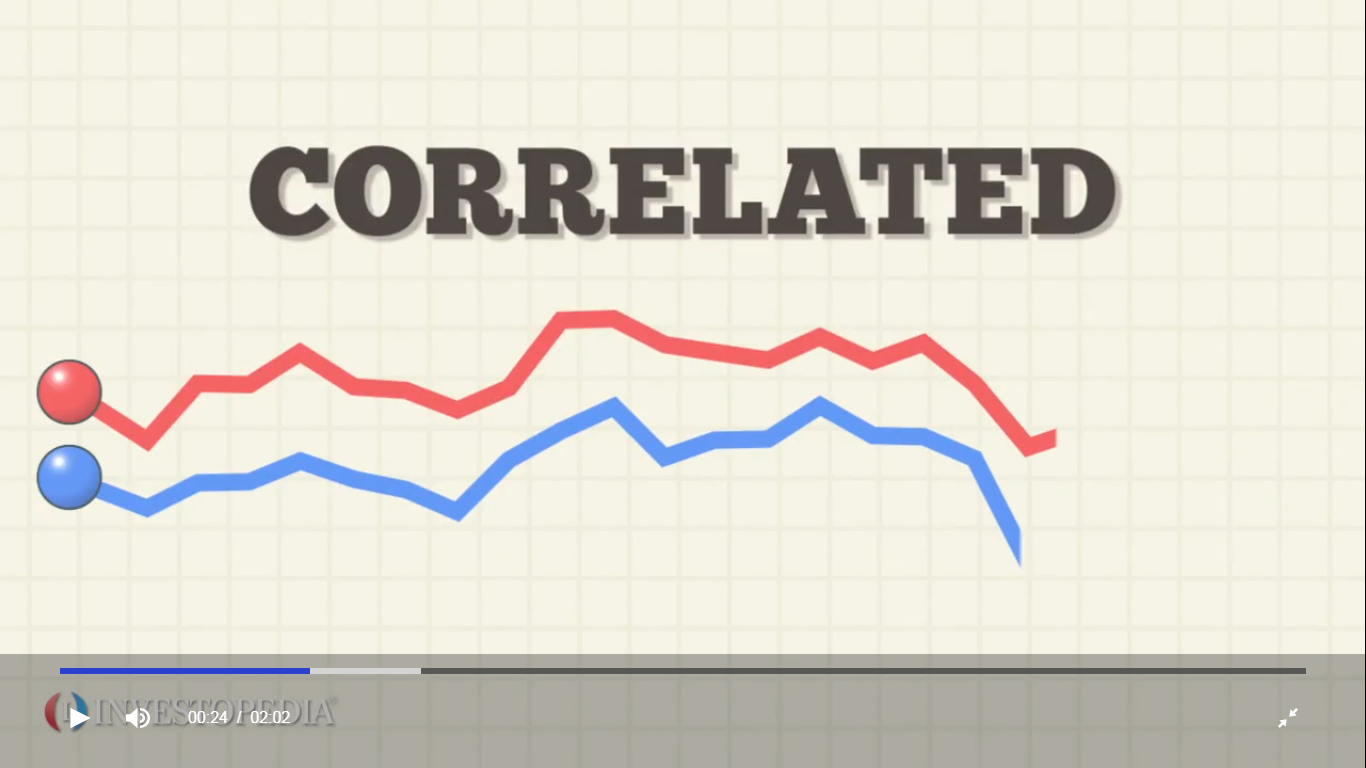 CORRELATED
INVESTOPEDIA
00:24 / 02:02